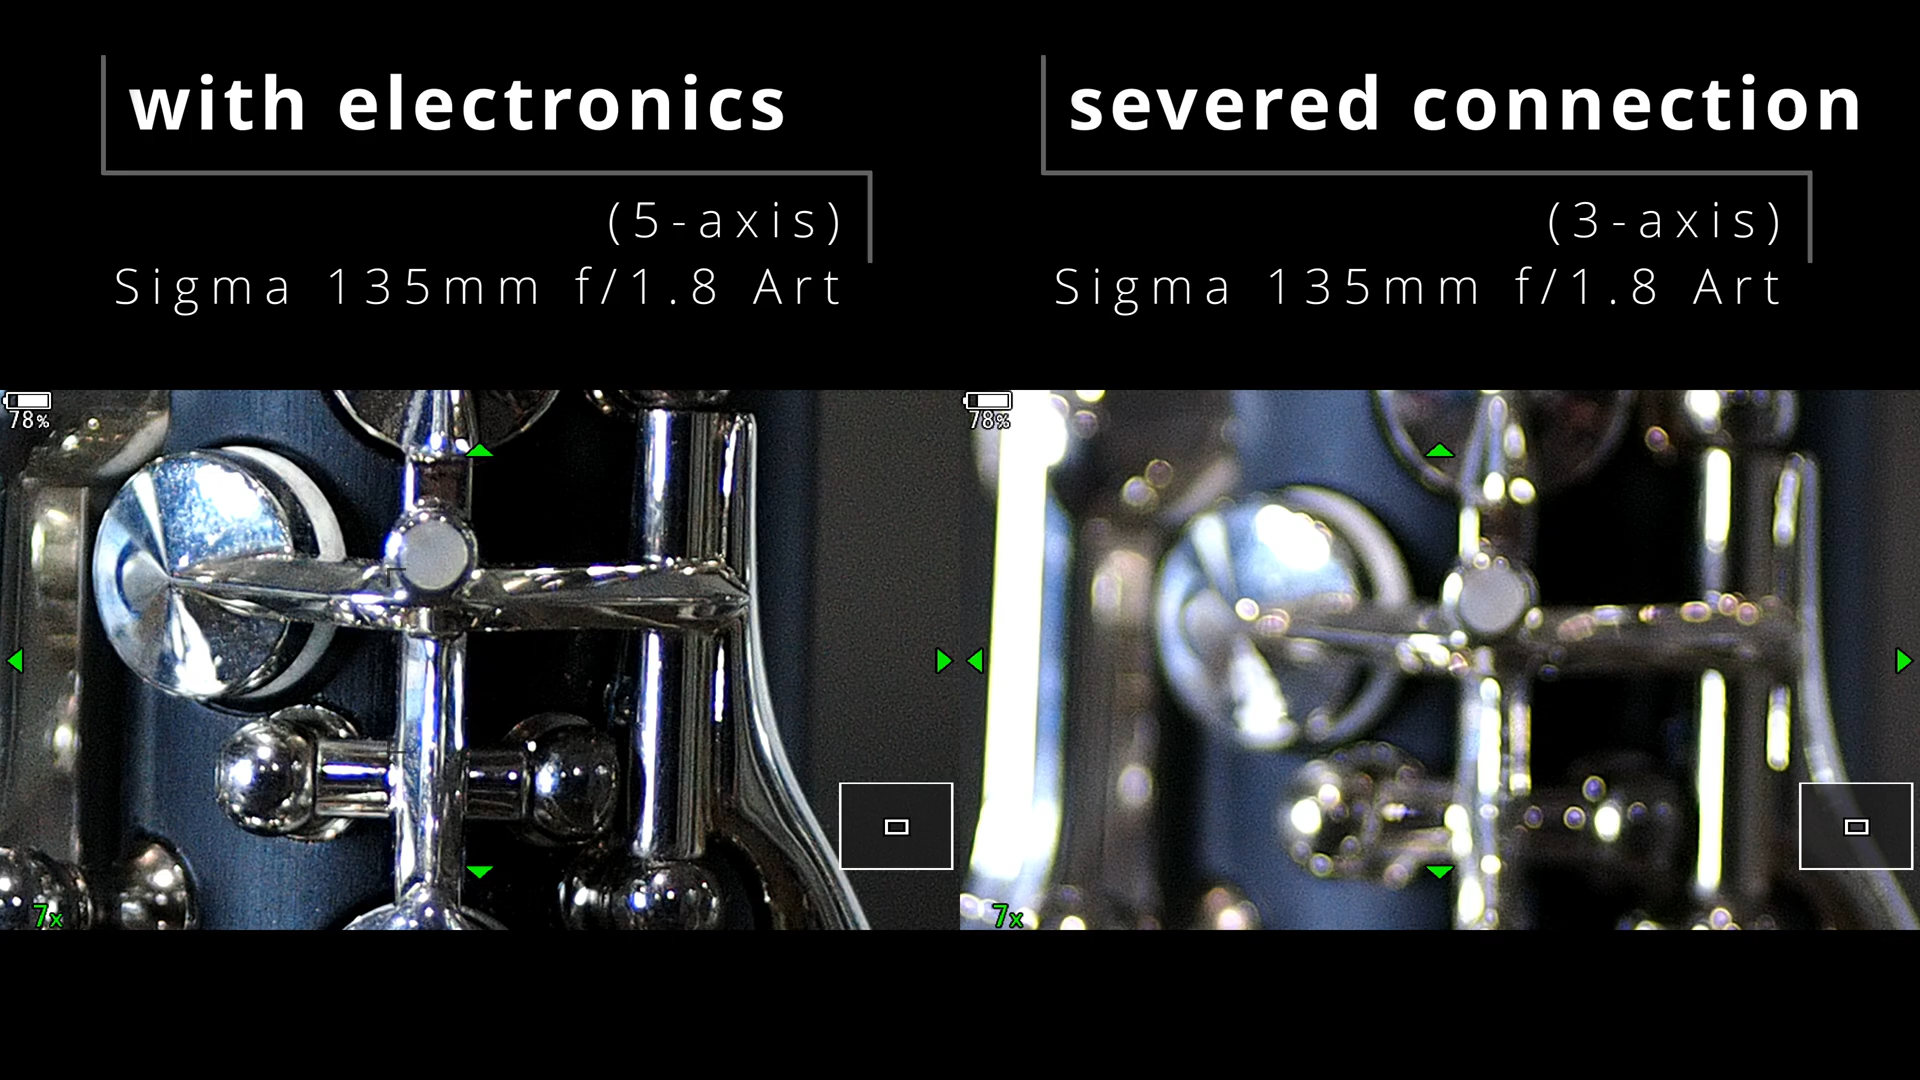 with electronics
(5-axis)
Sigma 135mm f/1.8 Art
severed connection
(3-axis)
Sigma 135mm f/1.8 Art
78%
7x
78%
7x